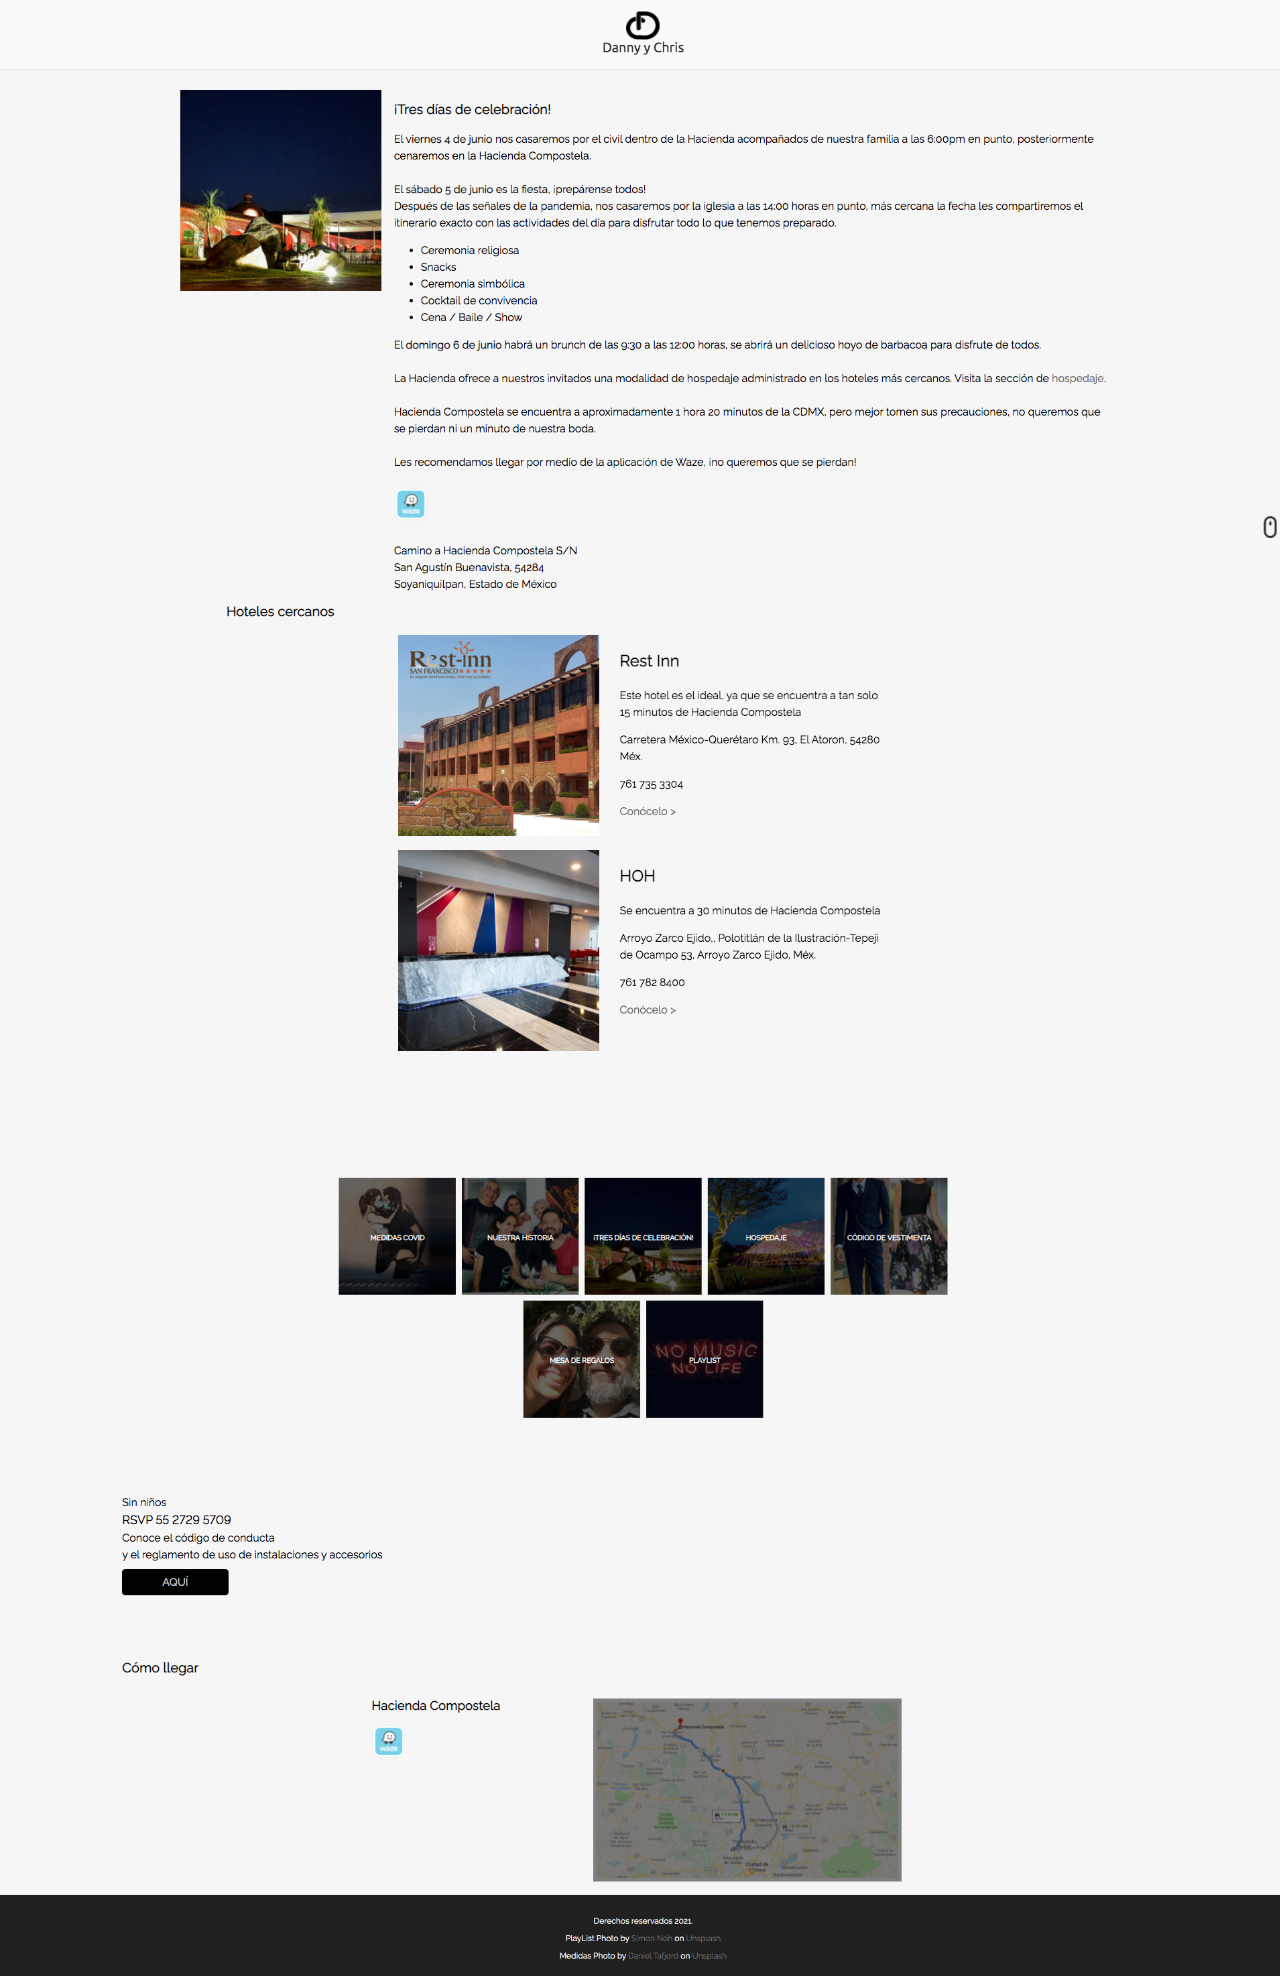 Danny y Chris
¡Tres días de celebración!
El viernes 4 de junio nos casaremos por el civil dentro de la Hacienda acompañados de nuestra familia a las 6:00pm en punto, posteriormente
cenaremos en la Hacienda Compostela.
El sábado 5 de junio es la fiesta, ¡prepárense todos!
Después de las señales de la pandemia, nos casaremos por la iglesia a las 14:00 horas en punto, más cercana la fecha les compartiremos el
itinerario exacto con las actividades del día para disfrutar todo lo que tenemos preparado.
• Ceremonia religiosa
• Snacks
• Ceremonia simbólica
• Cocktail de convivencia
• Cena / Baile / Show
El domingo 6 de junio habrá un brunch de las 9:30 a las 12:00 horas, se abrirá un delicioso hoyo de barbacoa para disfrute de todos.
La Hacienda ofrece a nuestros invitados una modalidad de hospedaje administrado en los hoteles más cercanos. Visita la sección de hospedaje.
Hacienda Compostela se encuentra a aproximadamente 1 hora 20 minutos de la CDMX, pero mejor tomen sus precauciones, no queremos que
se pierdan ni un minuto de nuestra boda.
Les recomendamos llegar por medio de la aplicación de Waze, ¡no queremos que se pierdan!
waze
Camino a Hacienda Compostela S/N
San Agustín Buenavista, 54284
Soyaniquilpan, Estado de México
Hoteles cercanos
Rest-inn
SAN FRANCISCO★★★★★
Rest Inn
Este hotel es el ideal, ya que se encuentra a tan solo
15 minutos de Hacienda Compostela
Carretera México-Querétaro Km. 93, El Atoron, 54280
Méx.
761 735 3304
Conócelo >
HOH
Se encuentra a 30 minutos de Hacienda Compostela
Arroyo Zarco Ejido,, Polotitlán de la Ilustración-Tepeji
de Ocampo 53, Arroyo Zarco Ejido, Méx.
761 782 8400
Conócelo >
MEDIDAS COVID
NUESTRA HISTORIA
¡TRES DÍAS DE CELEBRACIÓN!
HOSPEDAJE
CÓDIGO DE VESTIMENTA
MESA DE REGALOS
NO MUSIC
PLAYLIST
NO LIFE
Sin niños
RSVP 55 2729 5709
Conoce el código de conducta
y el reglamento de uso de instalaciones y accesorios
AQUÍ
Cómo llegar
Hacienda Compostela
waze
Hacienda Compostela
Ciudad de
México
Derechos reservados 2021.
PlayList Photo by Simon Noh on Unsplash
Medidas Photo by Daniel Tafjord on Unsplash